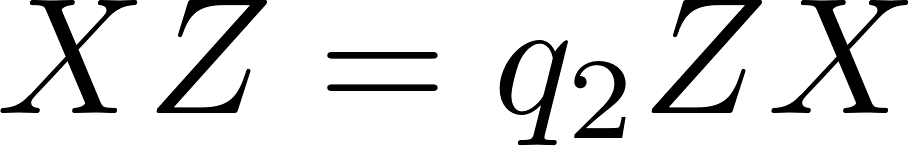 XZ = q₂ZX